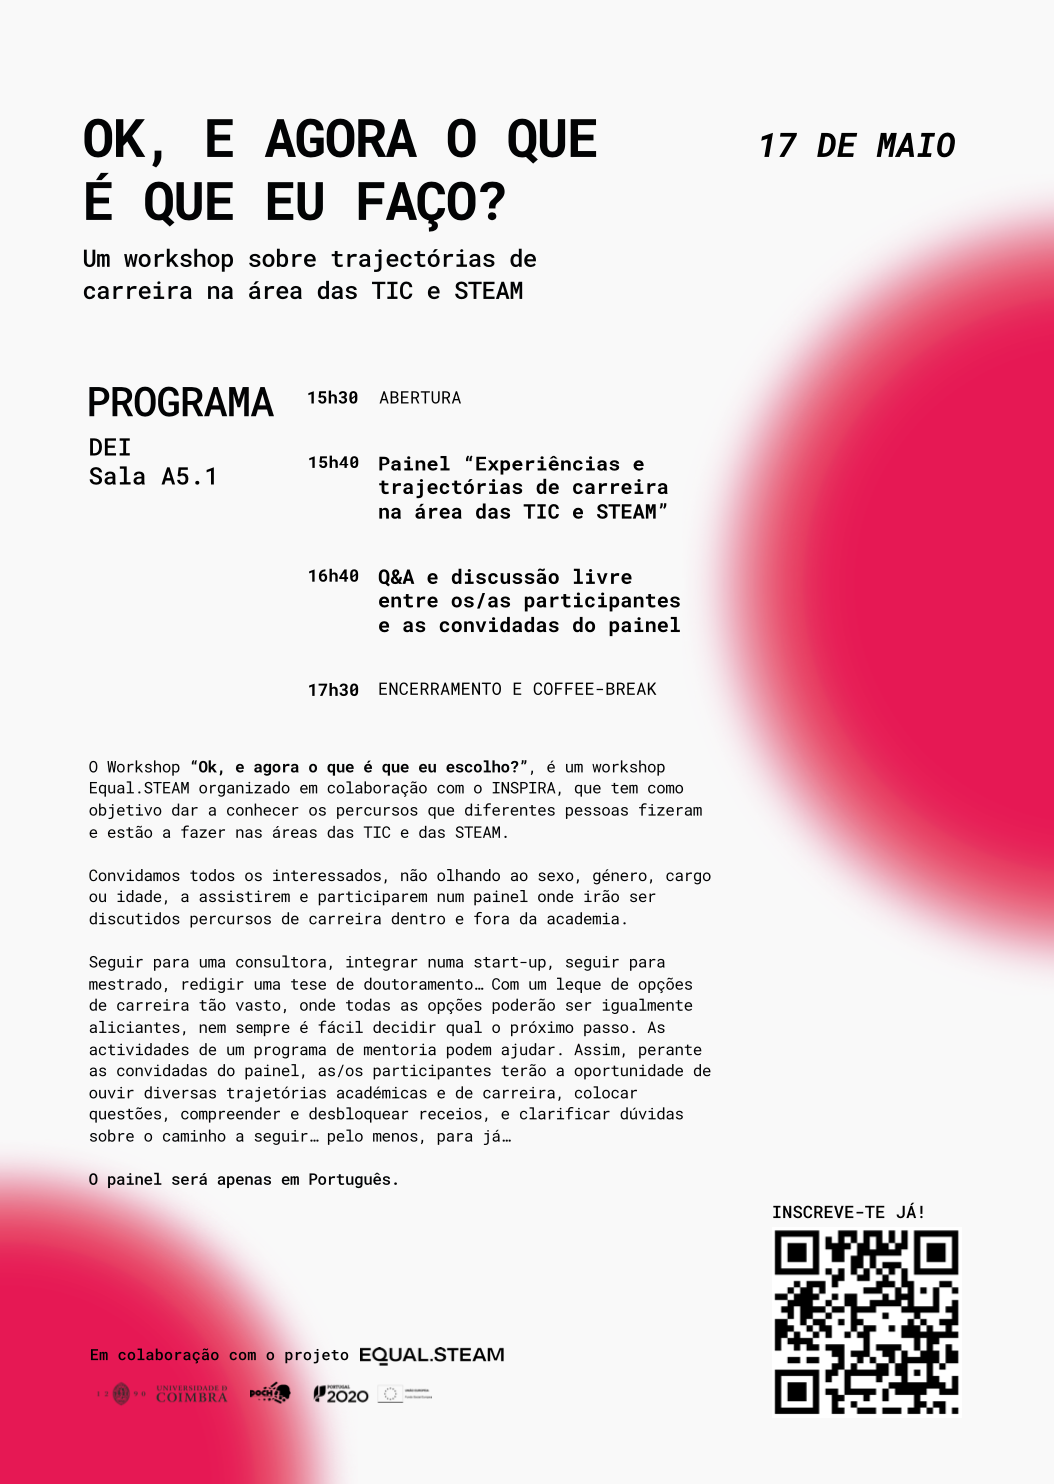 OK, E AGORA O QUE
É QUE EU FAÇO?
17 DE MAIO
Um workshop sobre trajectórias de
carreira na área das TIC e STEAM
PROGRAMA
DEI
Sala A5.1
15h30 ABERTURA
15h40 Painel “Experiências e
trajectórias de carreira
na área das TIC e STEAM”
16h40 Q&A e discussão livre
entre os/as participantes
e as convidadas do painel
17h30 ENCERRAMENTO E COFFEE-BREAK
O Workshop “Ok, e agora o que é que eu escolho?”, é um workshop
Equal.STEAM organizado em colaboração com o INSPIRA, que tem como
objetivo dar a conhecer os percursos que diferentes pessoas fizeram
e estão a fazer nas áreas das TIC e das STEAM.
Convidamos todos os interessados, não olhando ao sexo, género, cargo
ou idade, a assistirem e participarem num painel onde irão ser
discutidos percursos de carreira dentro e fora da academia.
Seguir para uma consultora, integrar numa start-up, seguir para
mestrado, redigir uma tese de doutoramento… Com um leque de opções
de carreira tão vasto, onde todas as opções poderão ser igualmente
aliciantes, nem sempre é fácil decidir qual o próximo passo. As
actividades de um programa de mentoria podem ajudar. Assim, perante
as convidadas do painel, as/os participantes terão a oportunidade de
ouvir diversas trajetórias académicas e de carreira, colocar
questões, compreender e desbloquear receios, e clarificar dúvidas
sobre o caminho a seguir… pelo menos, para já…
O painel será apenas em Português.
INSCREVE-TE JÁ!
Em colaboração com o projeto EQUAL.STEAM
1 2 9 0 UNIVERSIDADE D COIMBRA POCH PORTUGAL 2020